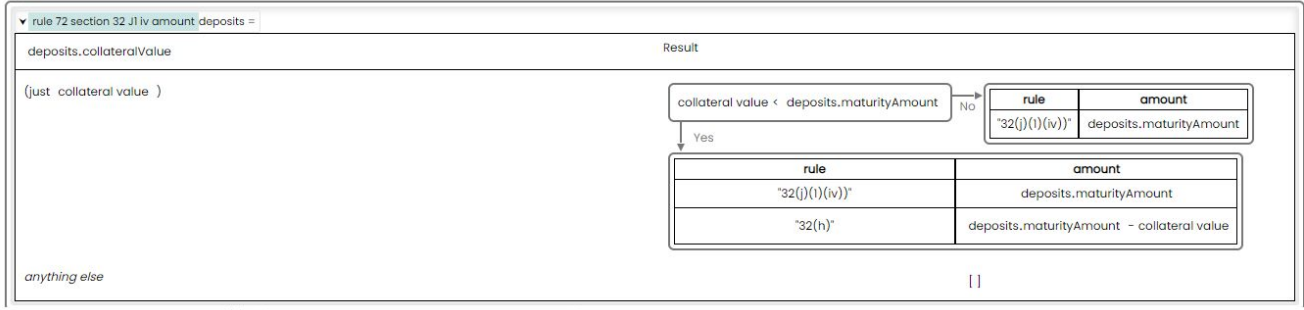 rule 72 section 32 J1 iv amount deposits =
deposits.collateralValue Result
(just collateral value )
collateral value < deposits.maturityAmount No
rule amount
"32(j)(1)(iv))" deposits.maturityAmount
Yes
rule amount
"32(j)(1)(iv))" deposits.maturityAmount
"32(h)" deposits.maturityAmount - collateral value
anything else [ ]